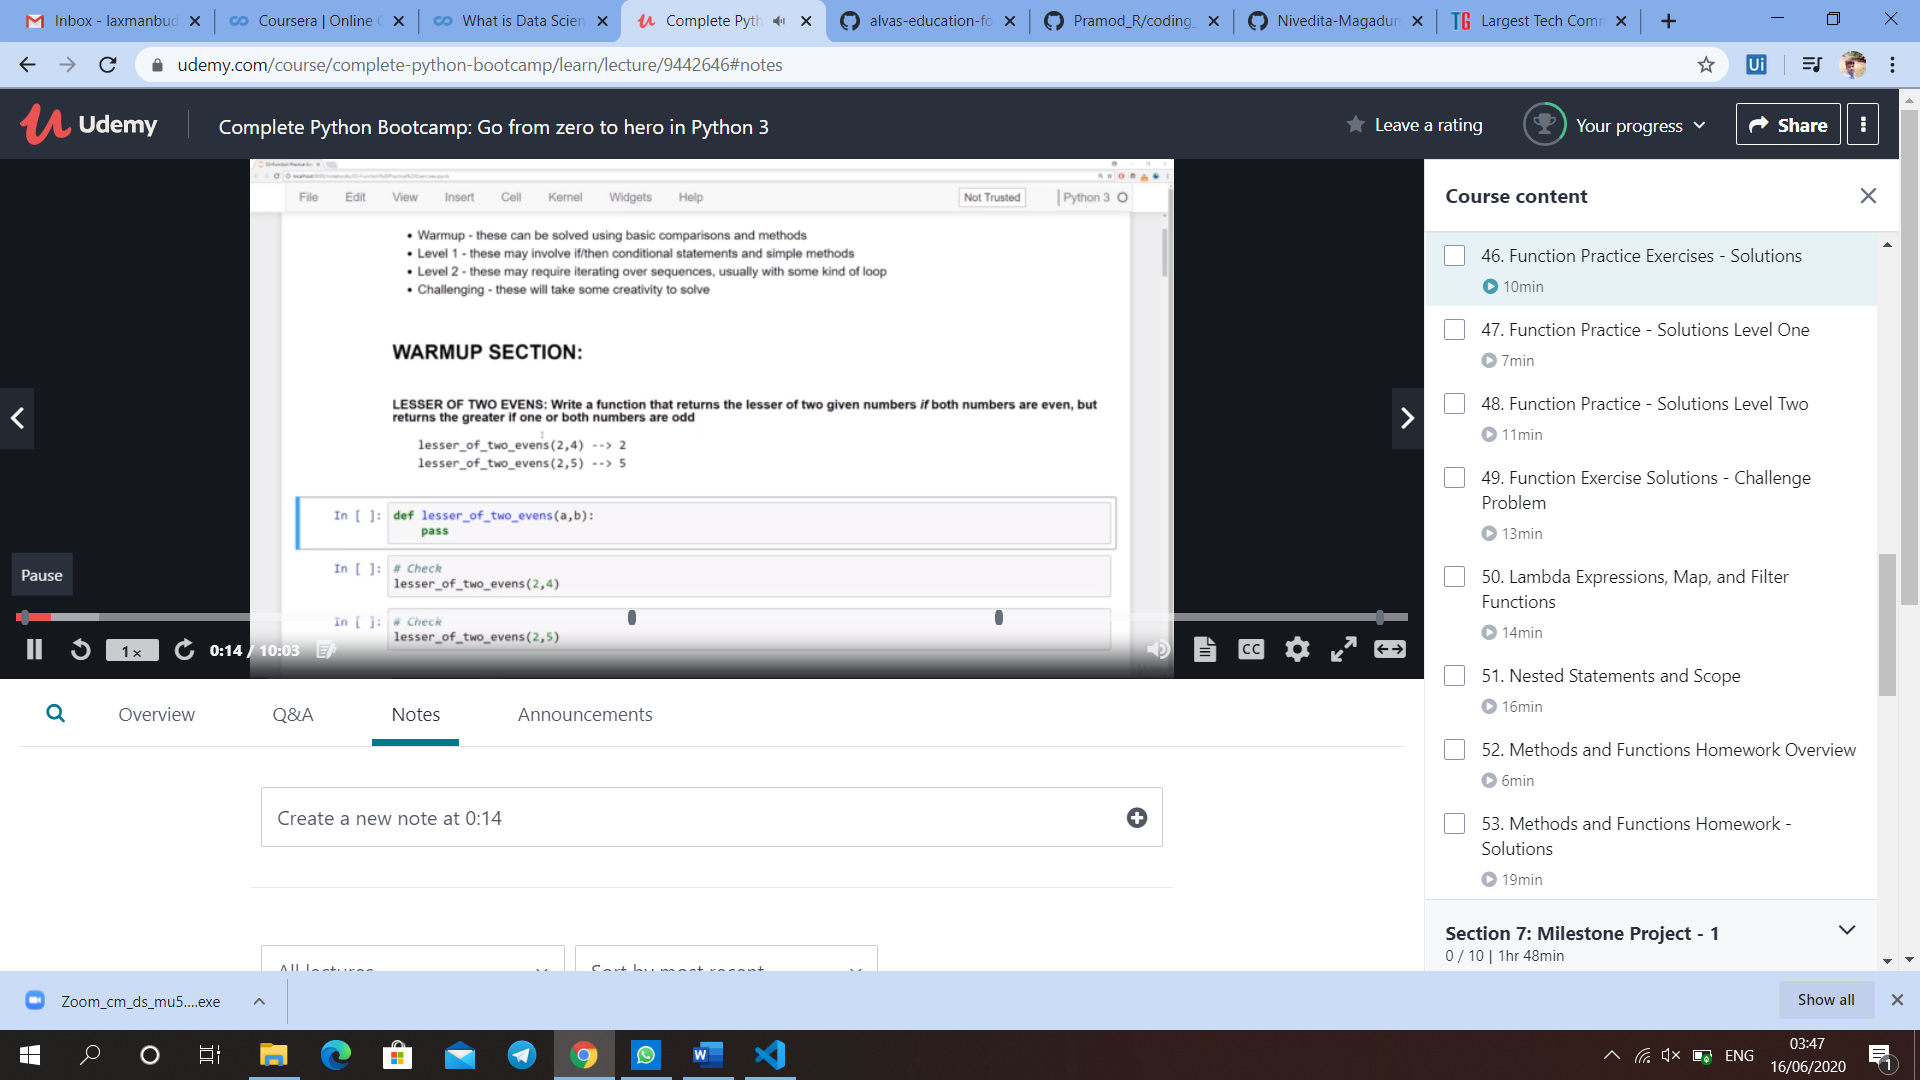 Inbox - laxmanbud
Coursera | Online C
What is Data Scien
Complete Pyth
alvas-education-fo
Pramod_R/coding_
Nivedita-Magadum
Largest Tech Comm
udemy.com/course/complete-python-bootcamp/learn/lecture/9442646#notes
Udemy
Complete Python Bootcamp: Go from zero to hero in Python 3
Leave a rating
Your progress
Share
File Edit View Insert Cell Kernel Widgets Help
Not Trusted
Python 3
• Warmup - these can be solved using basic comparisons and methods
• Level 1 - these may involve if/then conditional statements and simple methods
• Level 2 - these may require iterating over sequences, usually with some kind of loop
• Challenging - these will take some creativity to solve
WARMUP SECTION:
LESSER OF TWO EVENS: Write a function that returns the lesser of two given numbers if both numbers are even, but
returns the greater if one or both numbers are odd
lesser_of_two_evens(2,4) --> 2
lesser_of_two_evens(2,5) --> 5
In [ ]: def lesser_of_two_evens(a,b):
pass
In [ ]: # Check
lesser_of_two_evens(2,4)
In [ ]: # Check
lesser_of_two_evens(2,5)
Pause
1x
0:14 / 10:03
CC
Overview
Q&A
Notes
Announcements
Create a new note at 0:14
All lectures
Sort by most recent
Course content
46. Function Practice Exercises - Solutions
10min
47. Function Practice - Solutions Level One
7min
48. Function Practice - Solutions Level Two
11min
49. Function Exercise Solutions - Challenge
Problem
13min
50. Lambda Expressions, Map, and Filter
Functions
14min
51. Nested Statements and Scope
16min
52. Methods and Functions Homework Overview
6min
53. Methods and Functions Homework -
Solutions
19min
Section 7: Milestone Project - 1
0 / 10 | 1hr 48min
Zoom_cm_ds_mu5....exe
Show all
ENG
03:47
16/06/2020
1